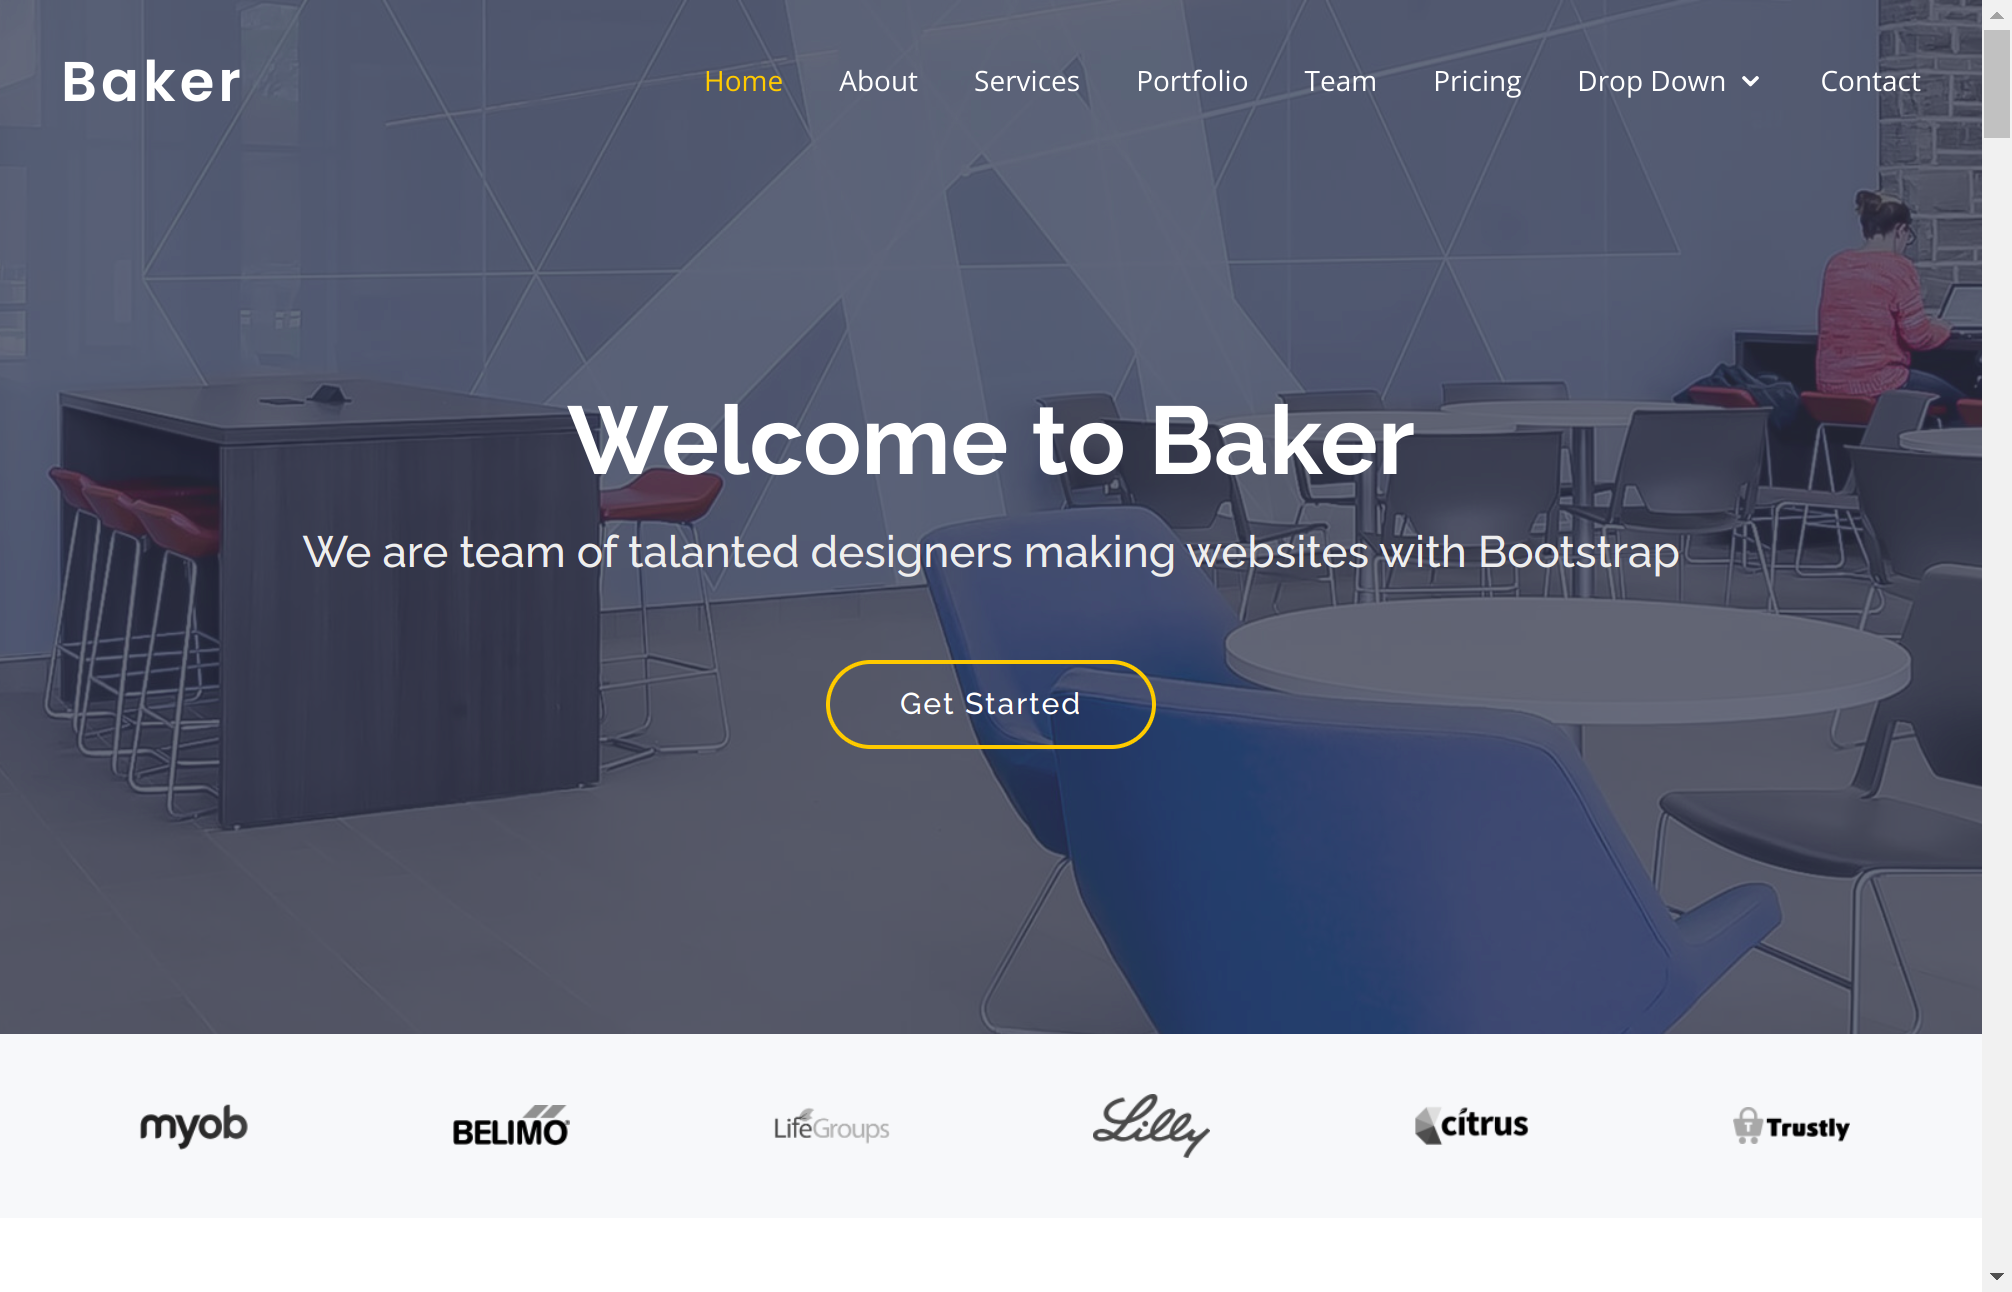 Baker
Home About Services Portfolio Team Pricing Drop Down Contact
Welcome to Baker
We are team of talanted designers making websites with Bootstrap
Get Started
myob BELIMO LifeGroups Lilly citrus Trustly